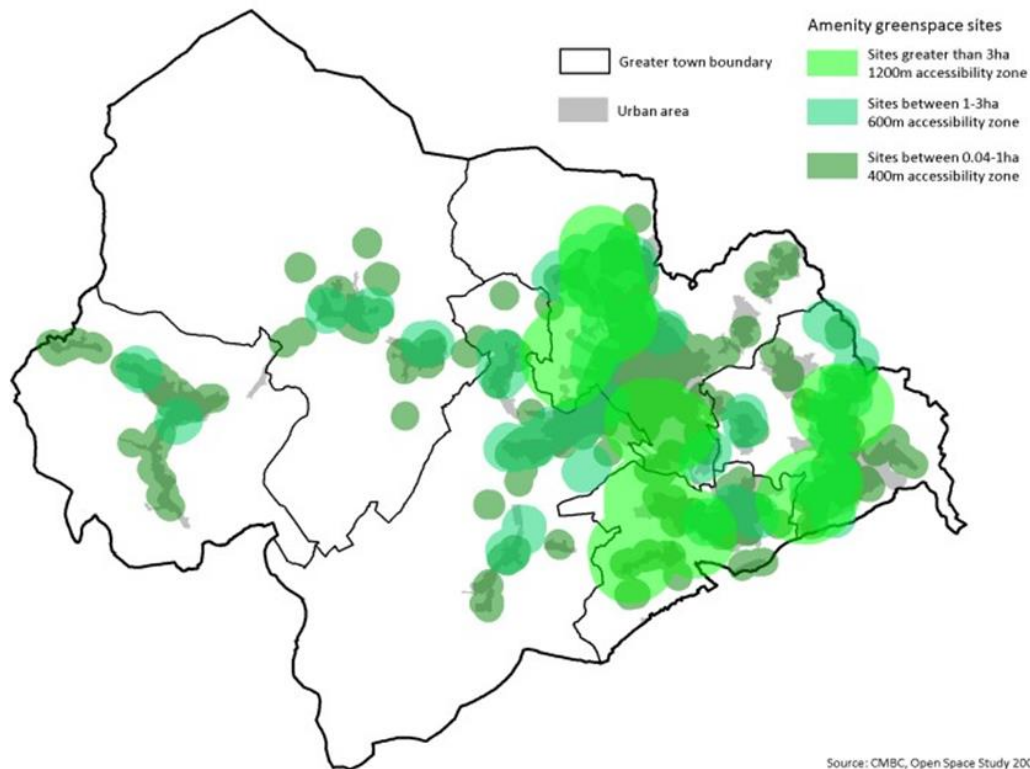 Amenity greenspace sites
Greater town boundary
Urban area
Sites greater than 3ha
1200m accessibility zone
Sites between 1-3ha
600m accessibility zone
Sites between 0.04-1ha
400m accessibility zone
Source: CMBC, Open Space Study